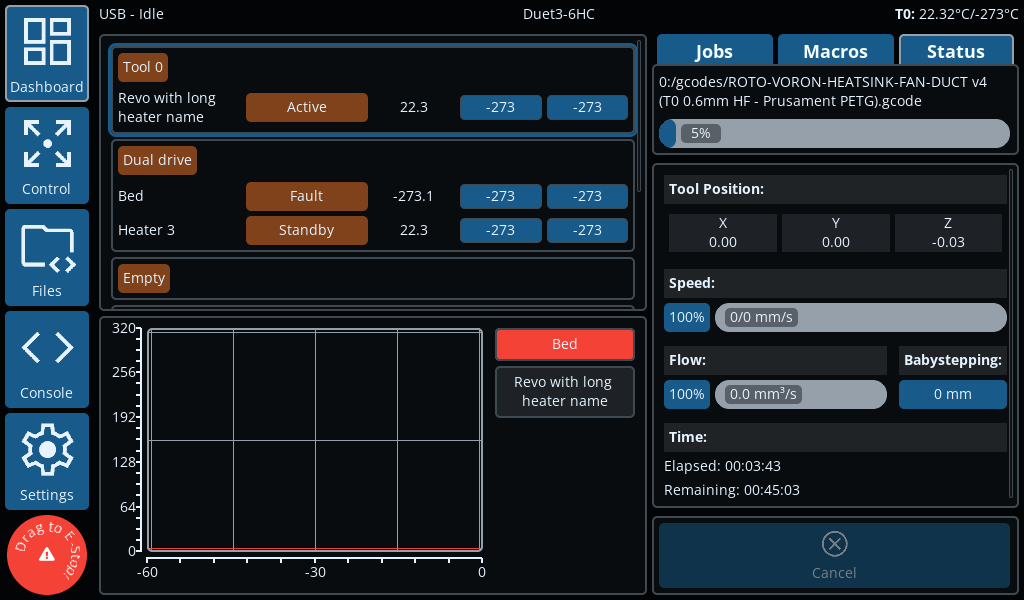 USB - Idle
Duet3-6HC
T0: 22.32°C/-273°C
Dashboard
Control
Files
Console
Settings
Drag to E-Stop!
Tool 0
Revo with long
heater name
Active
22.3
-273
-273
Dual drive
Bed
Fault
-273.1
-273
-273
Heater 3
Standby
22.3
-273
-273
Empty
320
256
192
128
64
0
-60
-30
0
Bed
Revo with long
heater name
Jobs
Macros
Status
0:/gcodes/ROTO-VORON-HEATSINK-FAN-DUCT v4
(T0 0.6mm HF - Prusament PETG).gcode
5%
Tool Position:
X
0.00
Y
0.00
Z
-0.03
Speed:
100%
0/0 mm/s
Flow:
100%
0.0 mm³/s
Babystepping:
0 mm
Time:
Elapsed: 00:03:43
Remaining: 00:45:03
Cancel